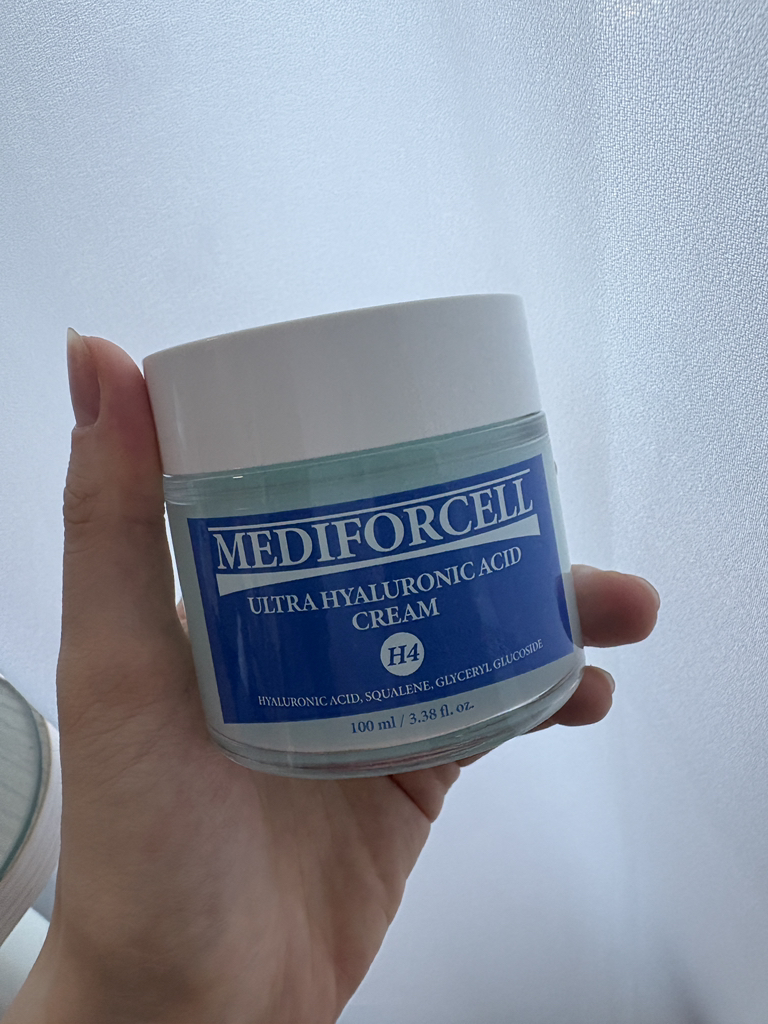 MEDIFORCELL
ULTRA HYALURONIC ACID
CREAM
H4
HYALURONIC ACID, SQUALENE, GLYCERYL GLUCOSIDE
100 ml / 3.38 fl. oz.